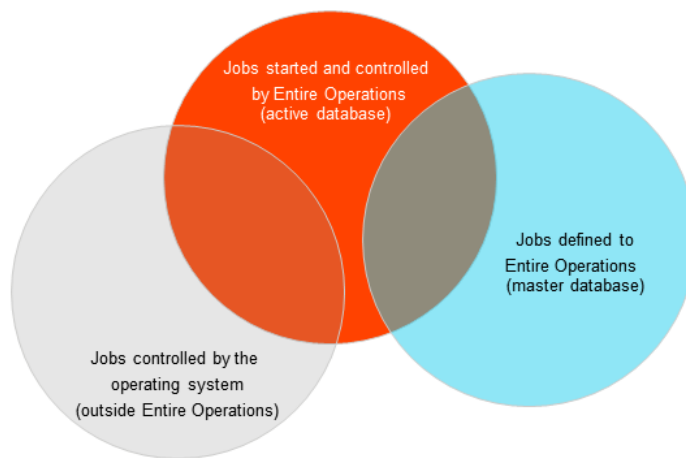 Jobs started and controlled
by Entire Operations
(active database)
Jobs defined to
Entire Operations
(master database)
Jobs controlled by the
operating system
(outside Entire Operations)